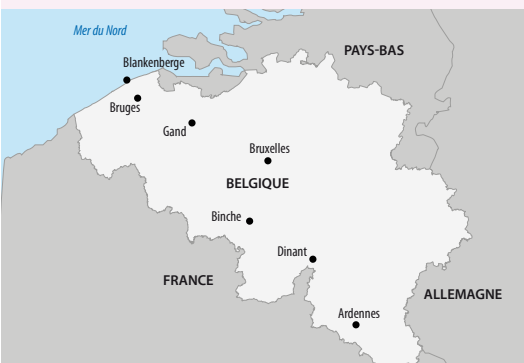 Mer du Nord
PAYS-BAS
Blankenberge
Bruges
Gand
Bruxelles
BELGIQUE
Binche
Dinant
FRANCE
ALLEMAGNE
Ardennes